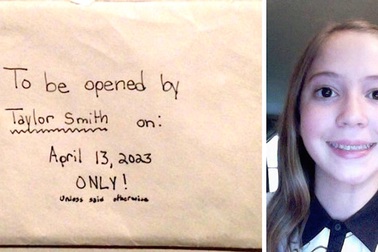 To be opened by
Taylor Smith on:
April 13, 2023
ONLY!
Unless said otherwise